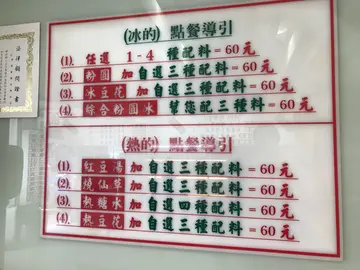 法律顧問證書
(冰的) 點餐導引
(1). 任選 1-4 種配料=60元
(2). 粉圓 加自選三種配料=60元
(3). 冰豆花 加自選三種配料=60元
(4). 綜合粉圓冰 幫您配三種料=60元
(熱的) 點餐導引
(1). 紅豆湯 加自選三種配料=60元
(2). 燒仙草 加自選三種配料=60元
(3). 熱糖水 加自選四種配料=60元
(4). 熱豆花 加自選三種配料=60元